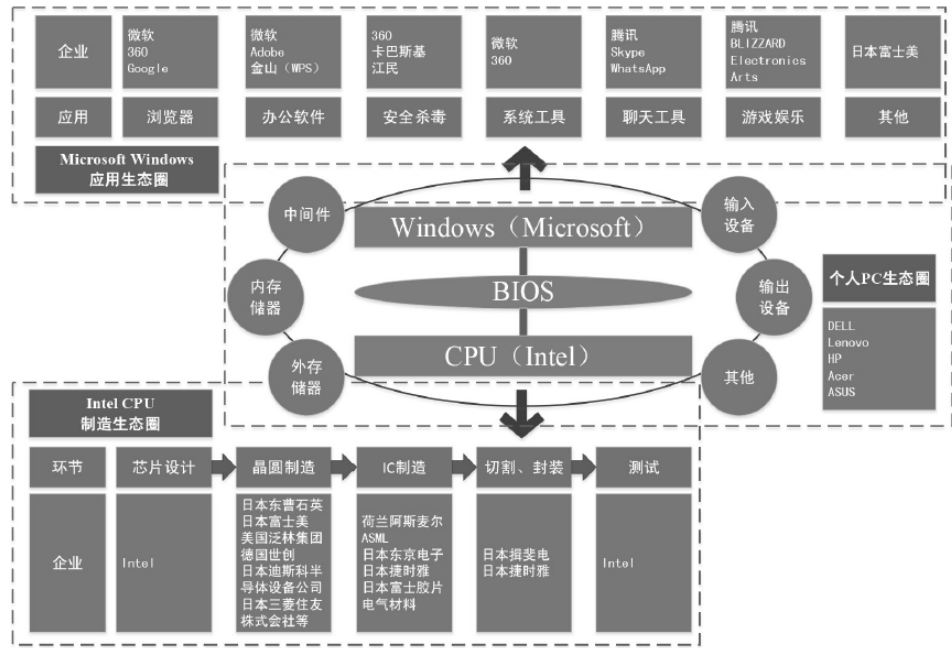 企业
微软
360
Google
微软
Adobe
金山（WPS）
360
卡巴斯基
江民
微软
360
腾讯
Skype
WhatsApp
腾讯
BLIZZARD
Electronics
Arts
日本富士美
应用
浏览器
办公软件
安全杀毒
系统工具
聊天工具
游戏娱乐
其他
Microsoft Windows
应用生态圈
中间件
Windows（Microsoft）
输入
设备
内存
储器
BIOS
输出
设备
个人PC生态圈
DELL
Lenovo
HP
Acer
ASUS
外存
储器
CPU（Intel）
其他
Intel CPU
制造生态圈
环节
芯片设计
晶圆制造
IC制造
切割、封装
测试
企业
Intel
日本东曹石英
日本富士美
美国泛林集团
德国世创
日本迪斯科半
导体设备公司
日本三菱住友
株式会社等
荷兰阿斯麦尔
ASML
日本东京电子
日本捷时雅
日本富士胶片
电气材料
日本揖斐电
日本捷时雅
Intel